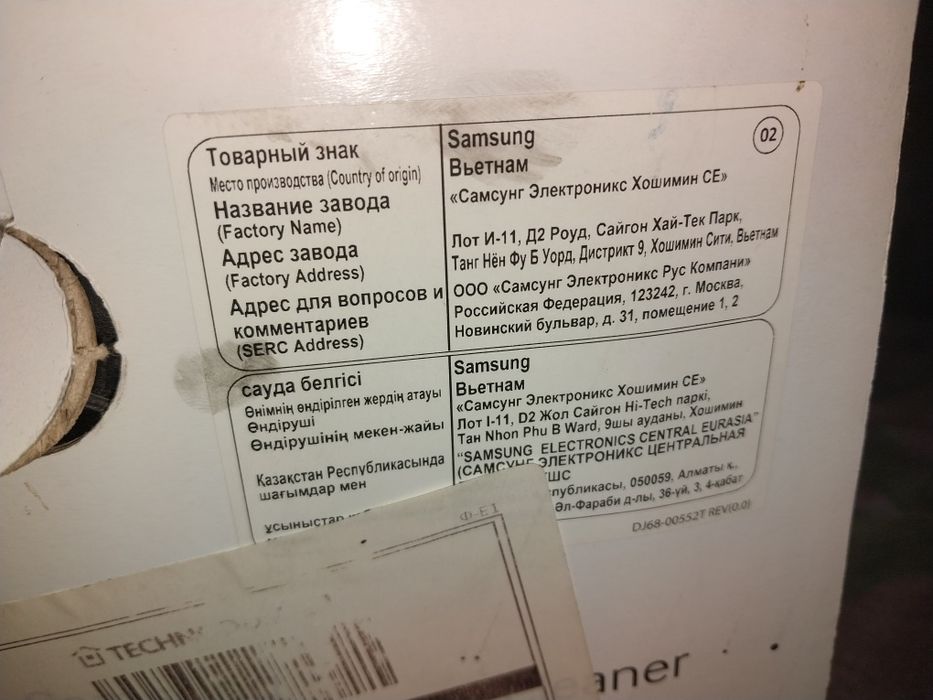 Товарный знак
Samsung
02
Место производства (Country of origin)
Вьетнам
Название завода
(Factory Name)
«Самсунг Электроникс Хошимин СЕ»
Адрес завода
(Factory Address)
Лот И-11, Д2 Роуд, Сайгон Хай-Тек Парк,
Танг Нён Фу Б Уорд, Дистрикт 9, Хошимин Сити, Вьетнам
Адрес для вопросов и
комментариев
(SERC Address)
ООО «Самсунг Электроникс Рус Компани»
Российская Федерация, 123242, г. Москва,
Новинский бульвар, д. 31, помещение 1, 2
сауда белгісі
Samsung
Өнімнің өндірілген жердің атауы
Вьетнам
Өндіруші
«Самсунг Электроникс Хошимин СЕ»
Өндірушінің мекен-жайы
Лот I-11, D2 Жол Сайгон Hi-Tech паркі,
Тан Nhon Phu B Ward, 9шы ауданы, Хошимин
Қазақстан Республикасында
шағымдар мен
ұсыныстар
"SAMSUNG ELECTRONICS CENTRAL EURASIA"
(САМСУНГ ЭЛЕКТРОНИКС ЦЕНТРАЛЬНАЯ
ШС
спубликасы, 050059, Алматы қ.,
Әл-Фараби д-лы, 36-үй, 3, 4-қабат
DJ68-00552T REV(0.0)
Ф-Е1
TECHN
eaner